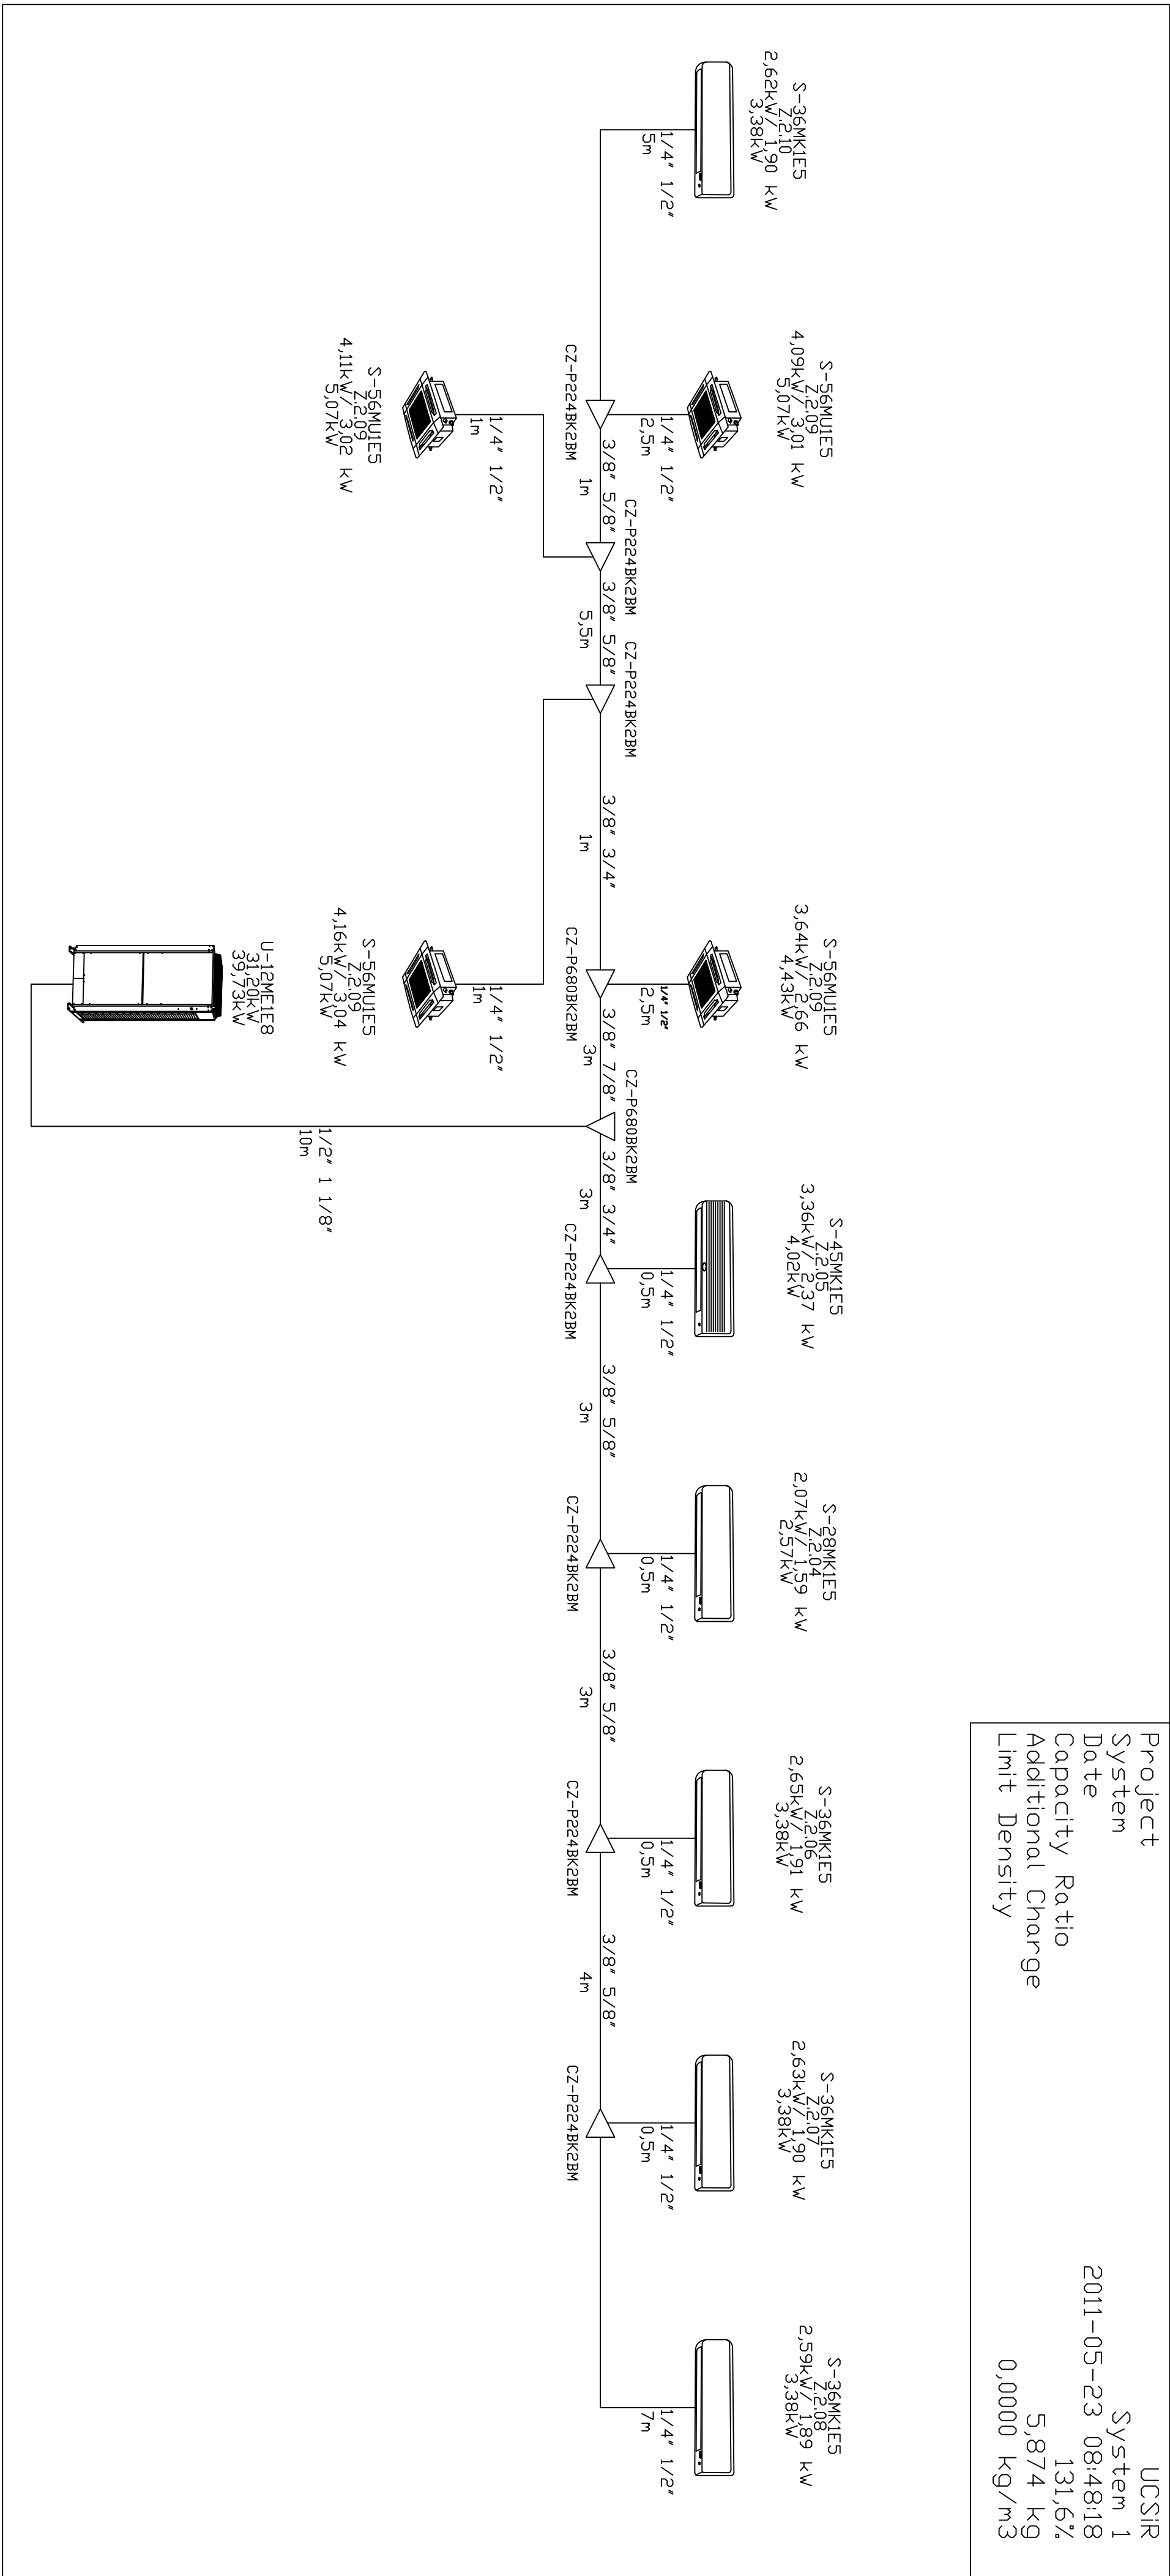 Project UCSiR
System System 1
Date 2011-05-23 08:48:18
Capacity Ratio 131,6%
Additional Charge 5,874 kg
Limit Density 0,0000 kg/m3
S-36MK1E5
Z.2.10
2,62kW/ 1,90 kW
3,38kW
1/4" 1/2"
5m
S-56MU1E5
Z.2.09
4,09kW/ 3,01 kW
5,07kW
1/4" 1/2"
2,5m
CZ-P224BK2BM
3/8" 5/8"
1m
S-56MU1E5
Z.2.09
4,11kW/ 3,02 kW
5,07kW
1/4" 1/2"
1m
CZ-P224BK2BM
3/8" 5/8"
5,5m
CZ-P224BK2BM
3/8" 3/4"
1m
S-56MU1E5
Z.2.09
3,64kW/ 2,66 kW
4,43kW
1/4" 1/2"
2,5m
CZ-P680BK2BM
3/8" 7/8"
3m
S-56MU1E5
Z.2.09
4,16kW/ 3,04 kW
5,07kW
1/4" 1/2"
1m
U-12ME1E8
31,20kW
39,73kW
1/2" 1 1/8"
10m
CZ-P680BK2BM
3/8" 3/4"
3m
S-45MK1E5
Z.2.05
3,36kW/ 2,37 kW
4,02kW
1/4" 1/2"
0,5m
CZ-P224BK2BM
3/8" 5/8"
3m
S-28MK1E5
Z.2.04
2,07kW/ 1,59 kW
2,57kW
1/4" 1/2"
0,5m
CZ-P224BK2BM
3/8" 5/8"
3m
S-36MK1E5
Z.2.06
2,65kW/ 1,91 kW
3,38kW
1/4" 1/2"
0,5m
CZ-P224BK2BM
3/8" 5/8"
4m
S-36MK1E5
Z.2.07
2,63kW/ 1,90 kW
3,38kW
1/4" 1/2"
0,5m
CZ-P224BK2BM
S-36MK1E5
Z.2.08
2,59kW/ 1,89 kW
3,38kW
1/4" 1/2"
7m